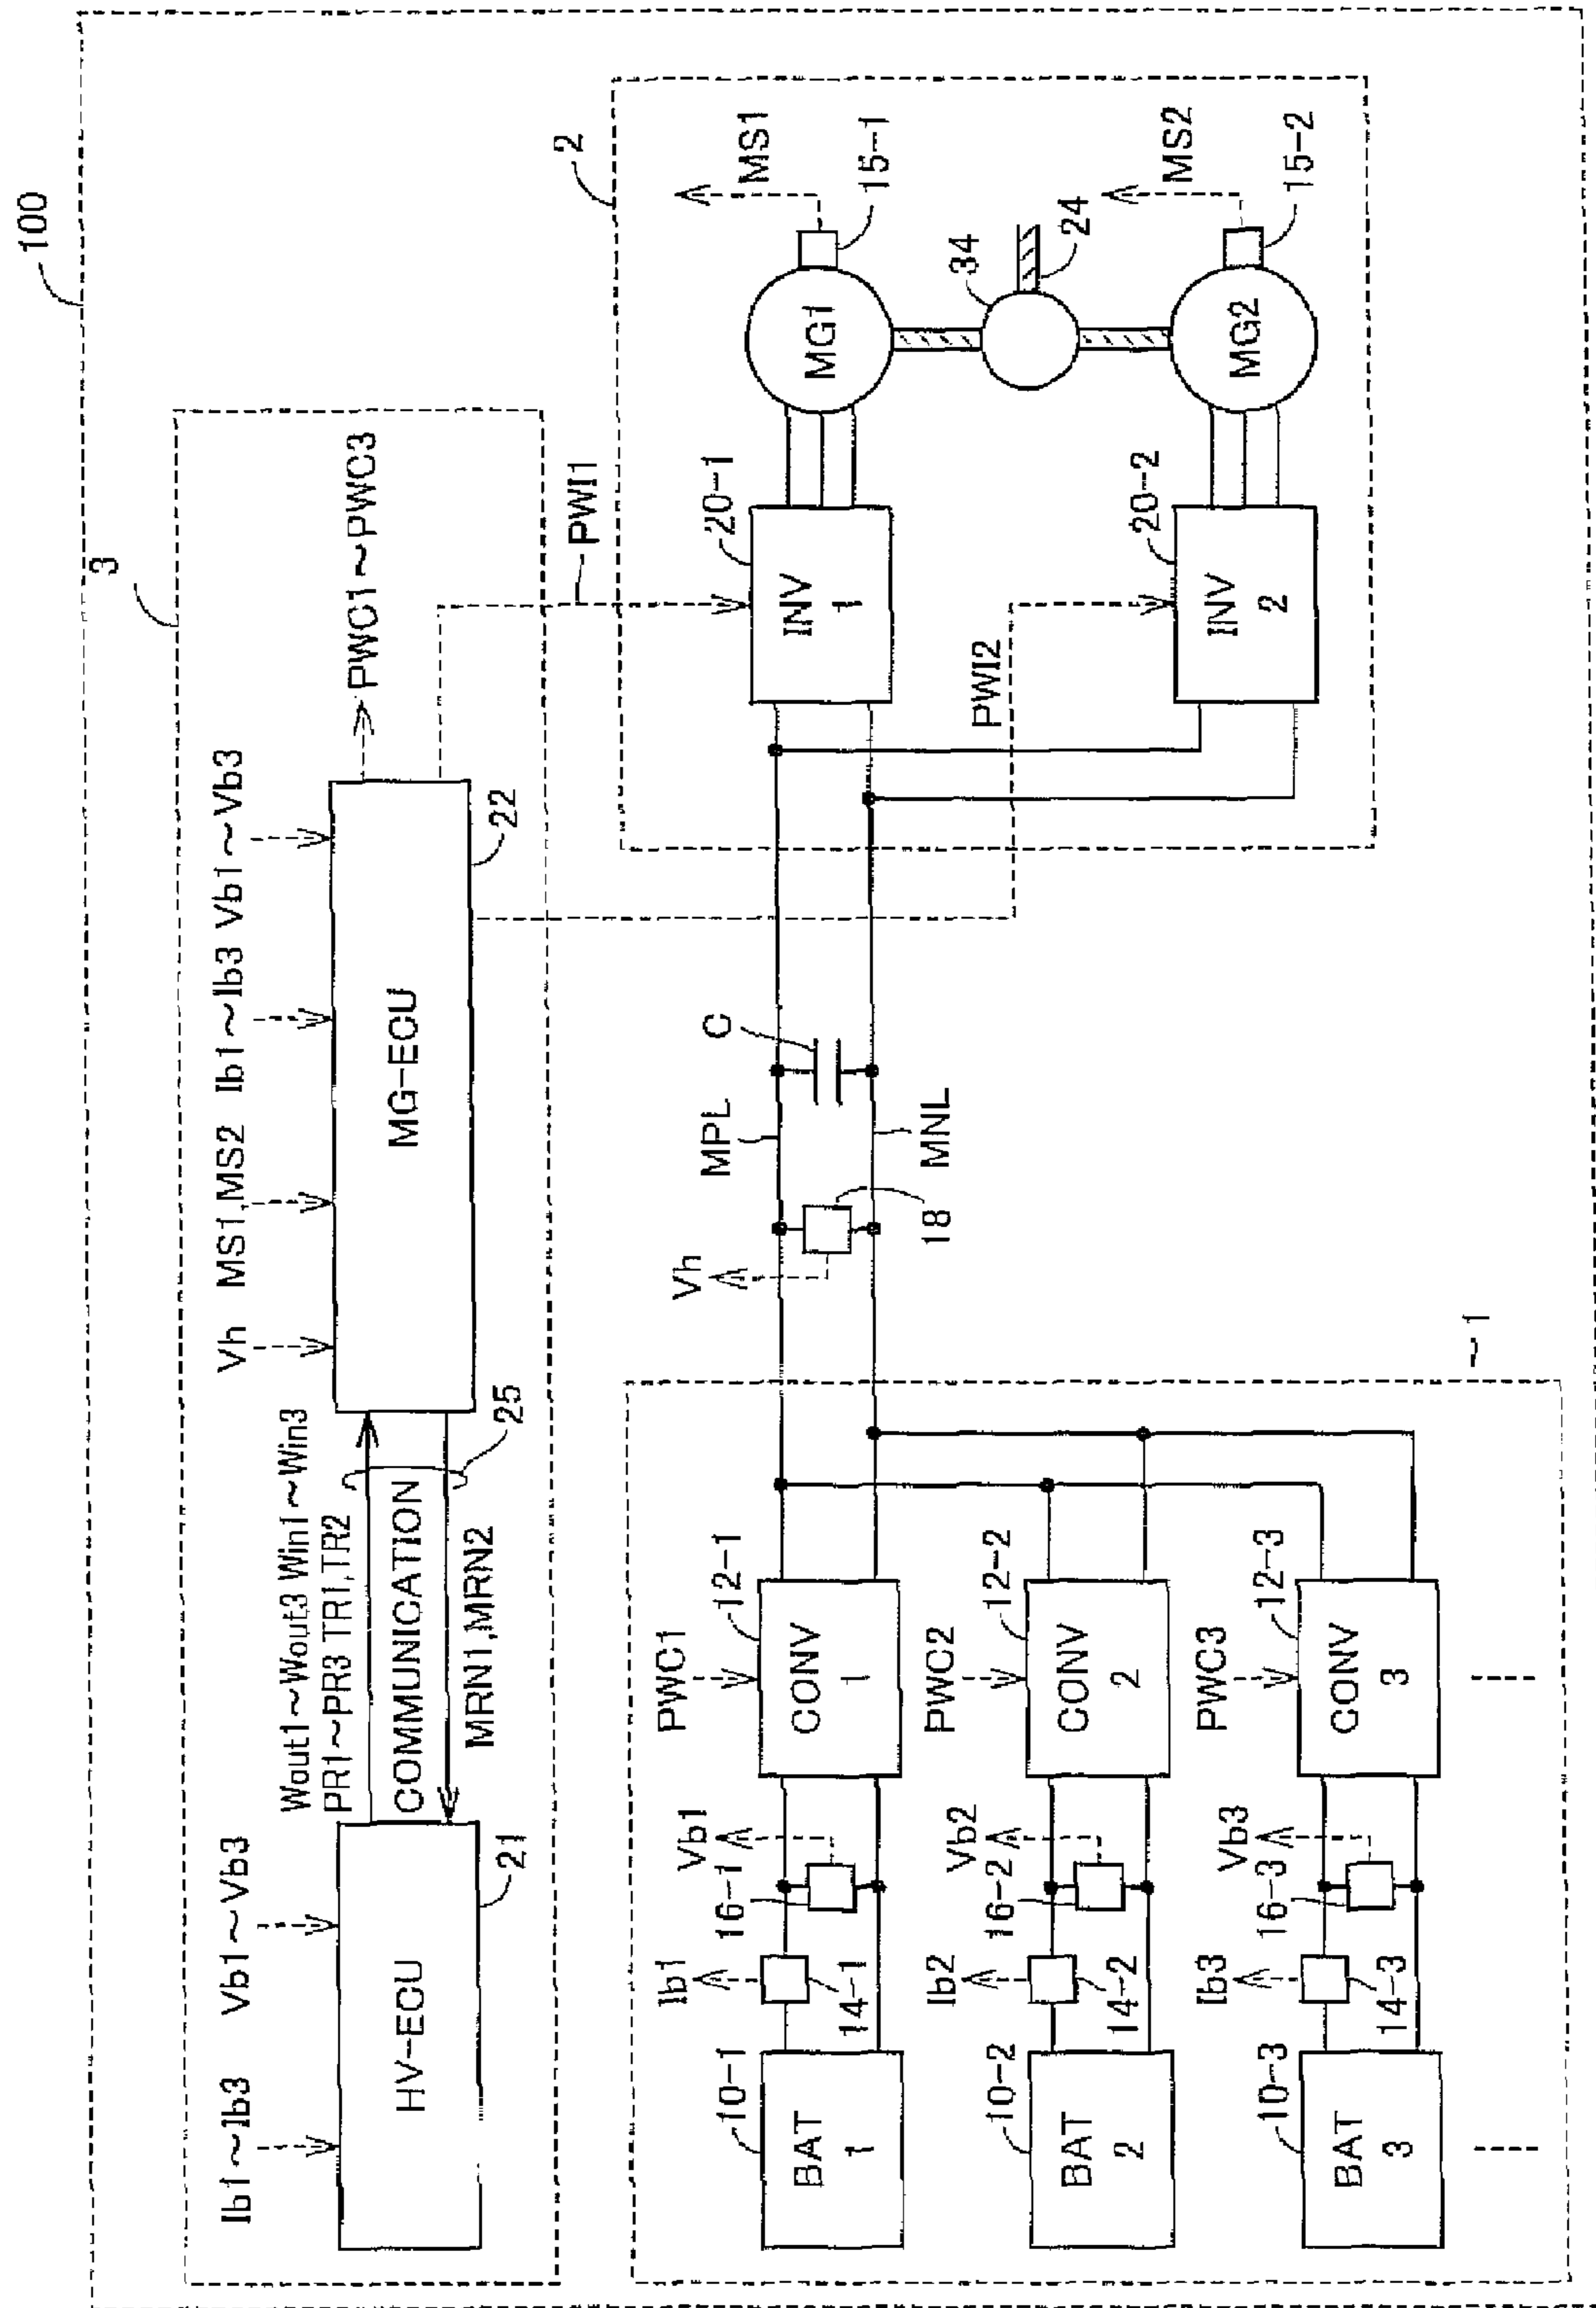 100
3
Ib1~Ib3
Vb1~Vb3
Wout1~Wout3 Win1~Win3
PR1~PR3 TR1,TR2
COMMUNICATION
MRN1,MRN2
25
Vh
MS1,MS2
Ib1~Ib3
Vb1~Vb3
HV-ECU
21
MG-ECU
22
PWC1~PWC3
PWI1
2
Vh
18
MPL
MNL
C
PWI2
INV
1
20-1
MG1
MS1
15-1
34
24
INV
2
20-2
MG2
MS2
15-2
~1
10-1
BAT
1
Ib1
14-1
Vb1
16-1
PWC1
12-1
CONV
1
10-2
BAT
2
Ib2
14-2
Vb2
16-2
PWC2
12-2
CONV
2
10-3
BAT
3
Ib3
14-3
Vb3
16-3
PWC3
12-3
CONV
3